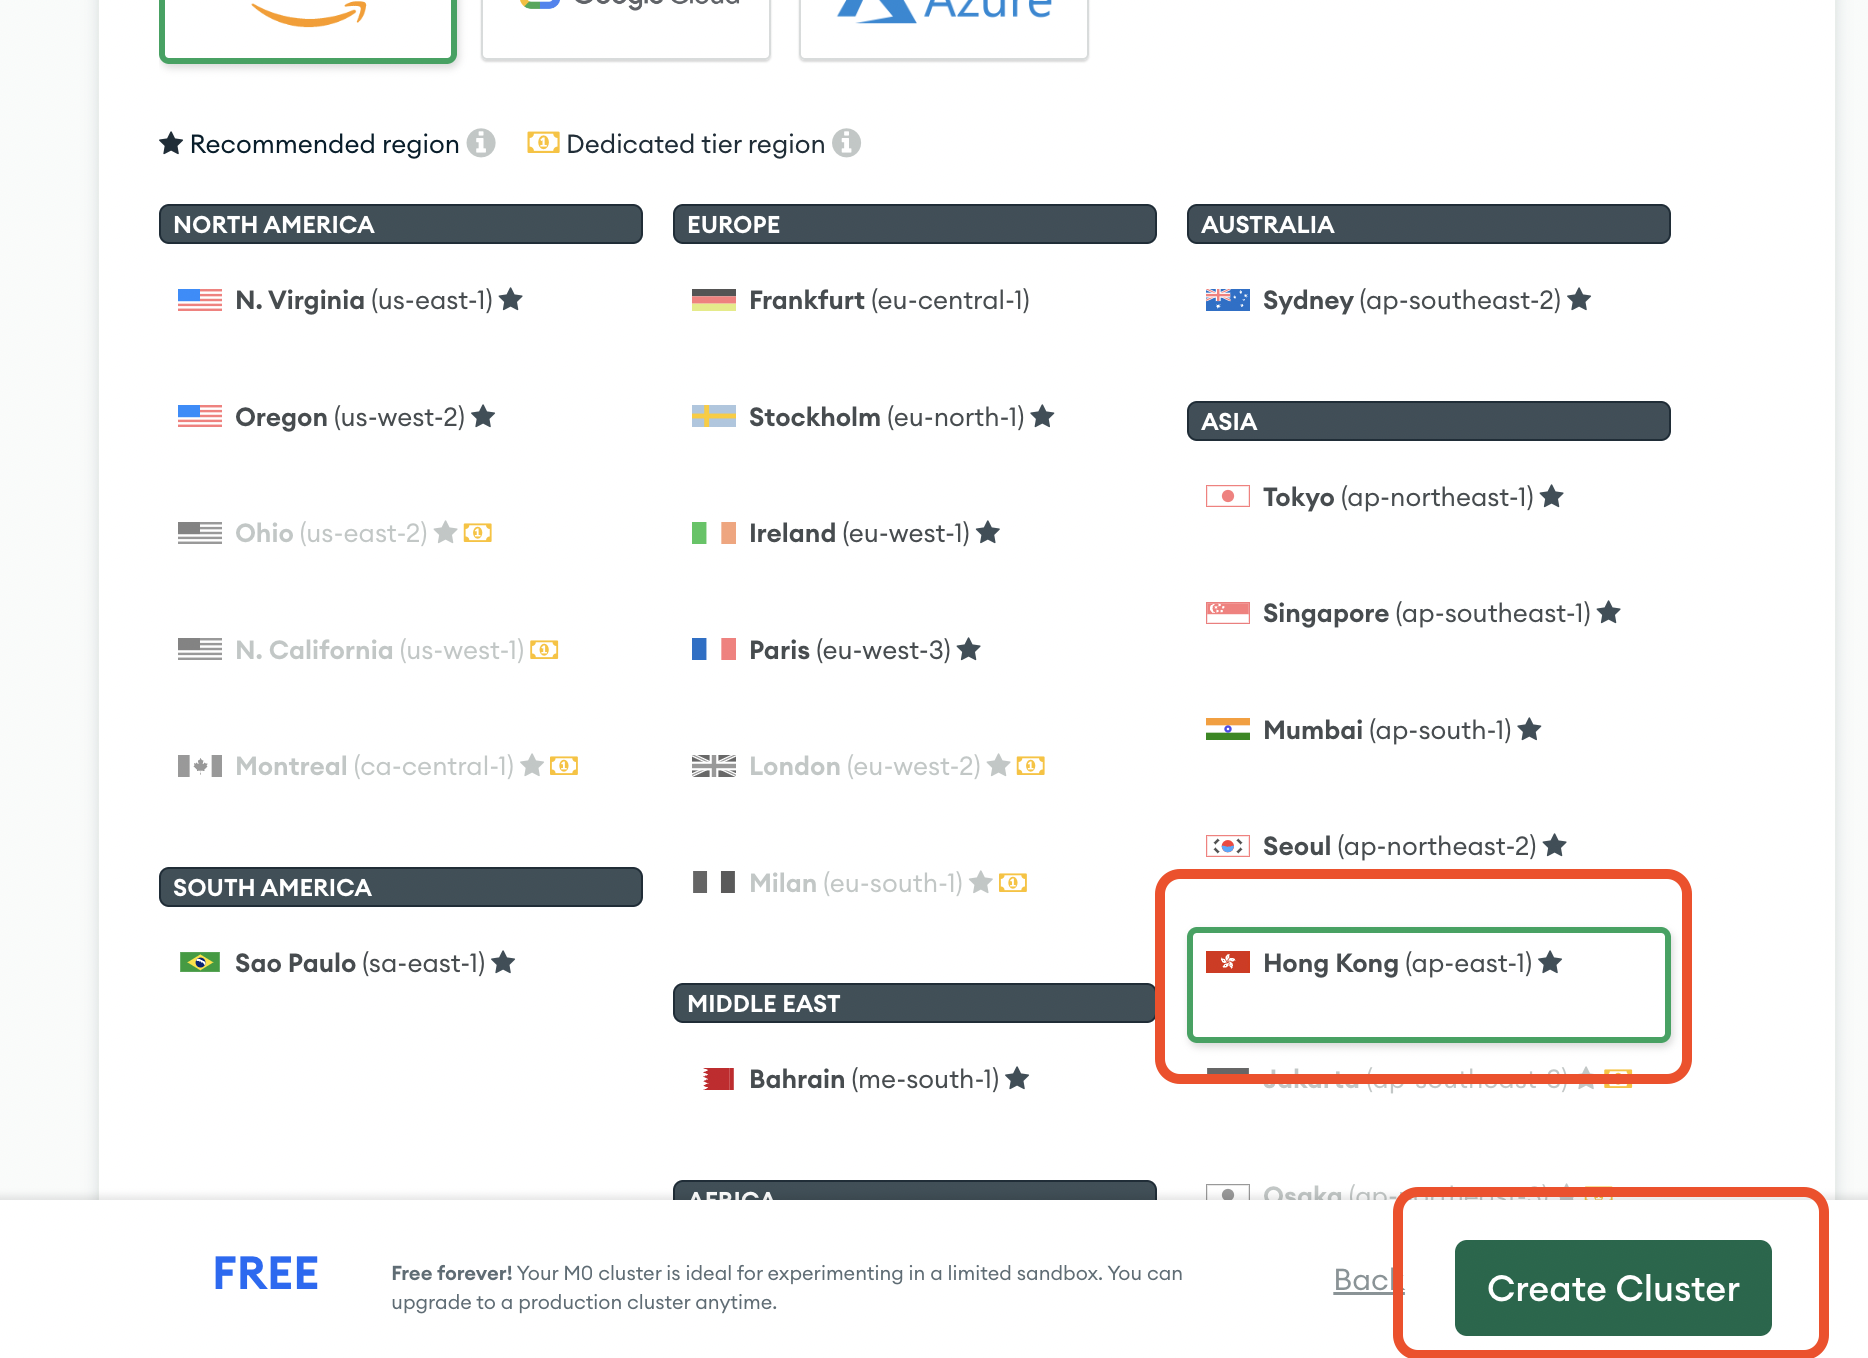 Google Cloud
Azure
Recommended region
Dedicated tier region
NORTH AMERICA
N. Virginia (us-east-1)
Oregon (us-west-2)
Ohio (us-east-2)
N. California (us-west-1)
Montreal (ca-central-1)
SOUTH AMERICA
Sao Paulo (sa-east-1)
EUROPE
Frankfurt (eu-central-1)
Stockholm (eu-north-1)
Ireland (eu-west-1)
Paris (eu-west-3)
London (eu-west-2)
Milan (eu-south-1)
MIDDLE EAST
Bahrain (me-south-1)
AFRICA
AUSTRALIA
Sydney (ap-southeast-2)
ASIA
Tokyo (ap-northeast-1)
Singapore (ap-southeast-1)
Mumbai (ap-south-1)
Seoul (ap-northeast-2)
Hong Kong (ap-east-1)
Jakarta (ap-southeast-3)
Osaka (ap-northeast-3)
FREE
Free forever! Your M0 cluster is ideal for experimenting in a limited sandbox. You can
upgrade to a production cluster anytime.
Back
Create Cluster